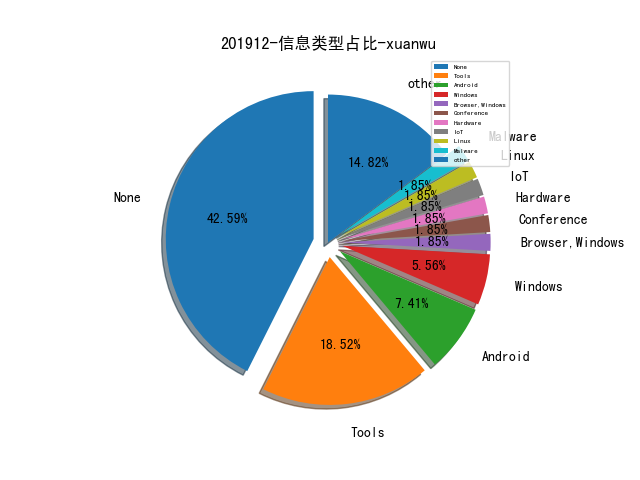 201912-信息类型占比-xuanwu
other
None
Tools
Android
Windows
Browser,Windows
Conference
Hardware
IoT
Linux
Malware
other
Malware
Linux
IoT
Hardware
Conference
Browser,Windows
Windows
Android
Tools
None
14.82%
1.85%
1.85%
1.85%
1.85%
1.85%
1.85%
5.56%
7.41%
18.52%
42.59%